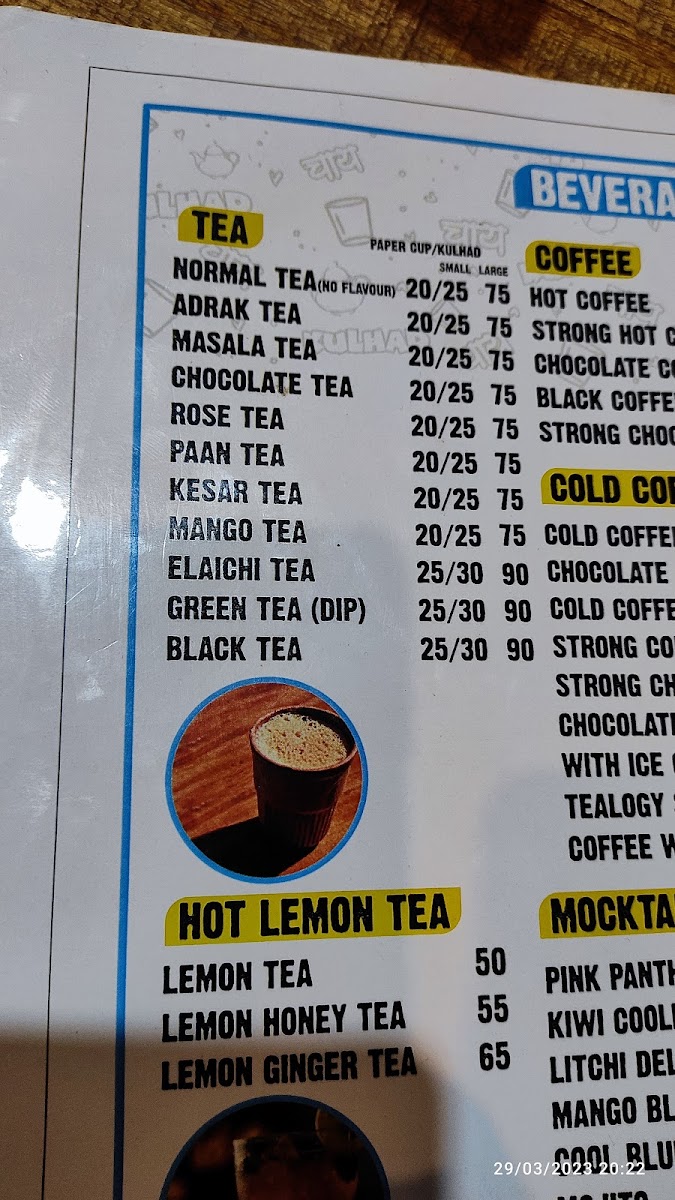 चाय
KULHAD
चाय
BEVERA
TEA
PAPER CUP/KULHAD
SMALL LARGE
NORMAL TEA(NO FLAVOUR) 20/25 75
ADRAK TEA 20/25 75
MASALA TEA 20/25 75
CHOCOLATE TEA 20/25 75
ROSE TEA 20/25 75
PAAN TEA 20/25 75
KESAR TEA 20/25 75
MANGO TEA 20/25 75
ELAICHI TEA 25/30 90
GREEN TEA (DIP) 25/30 90
BLACK TEA 25/30 90
HOT LEMON TEA
LEMON TEA 50
LEMON HONEY TEA 55
LEMON GINGER TEA 65
COFFEE
HOT COFFEE
STRONG HOT C
CHOCOLATE CO
BLACK COFFE
STRONG CHOC
COLD COF
COLD COFFE
CHOCOLATE
COLD COFFE
STRONG CO
STRONG CH
CHOCOLAT
WITH ICE
TEALOGY
COFFEE W
MOCKTA
PINK PANTH
KIWI COOL
LITCHI DEL
MANGO BL
COOL BLU
MOJITO
29/03/2023 20:22